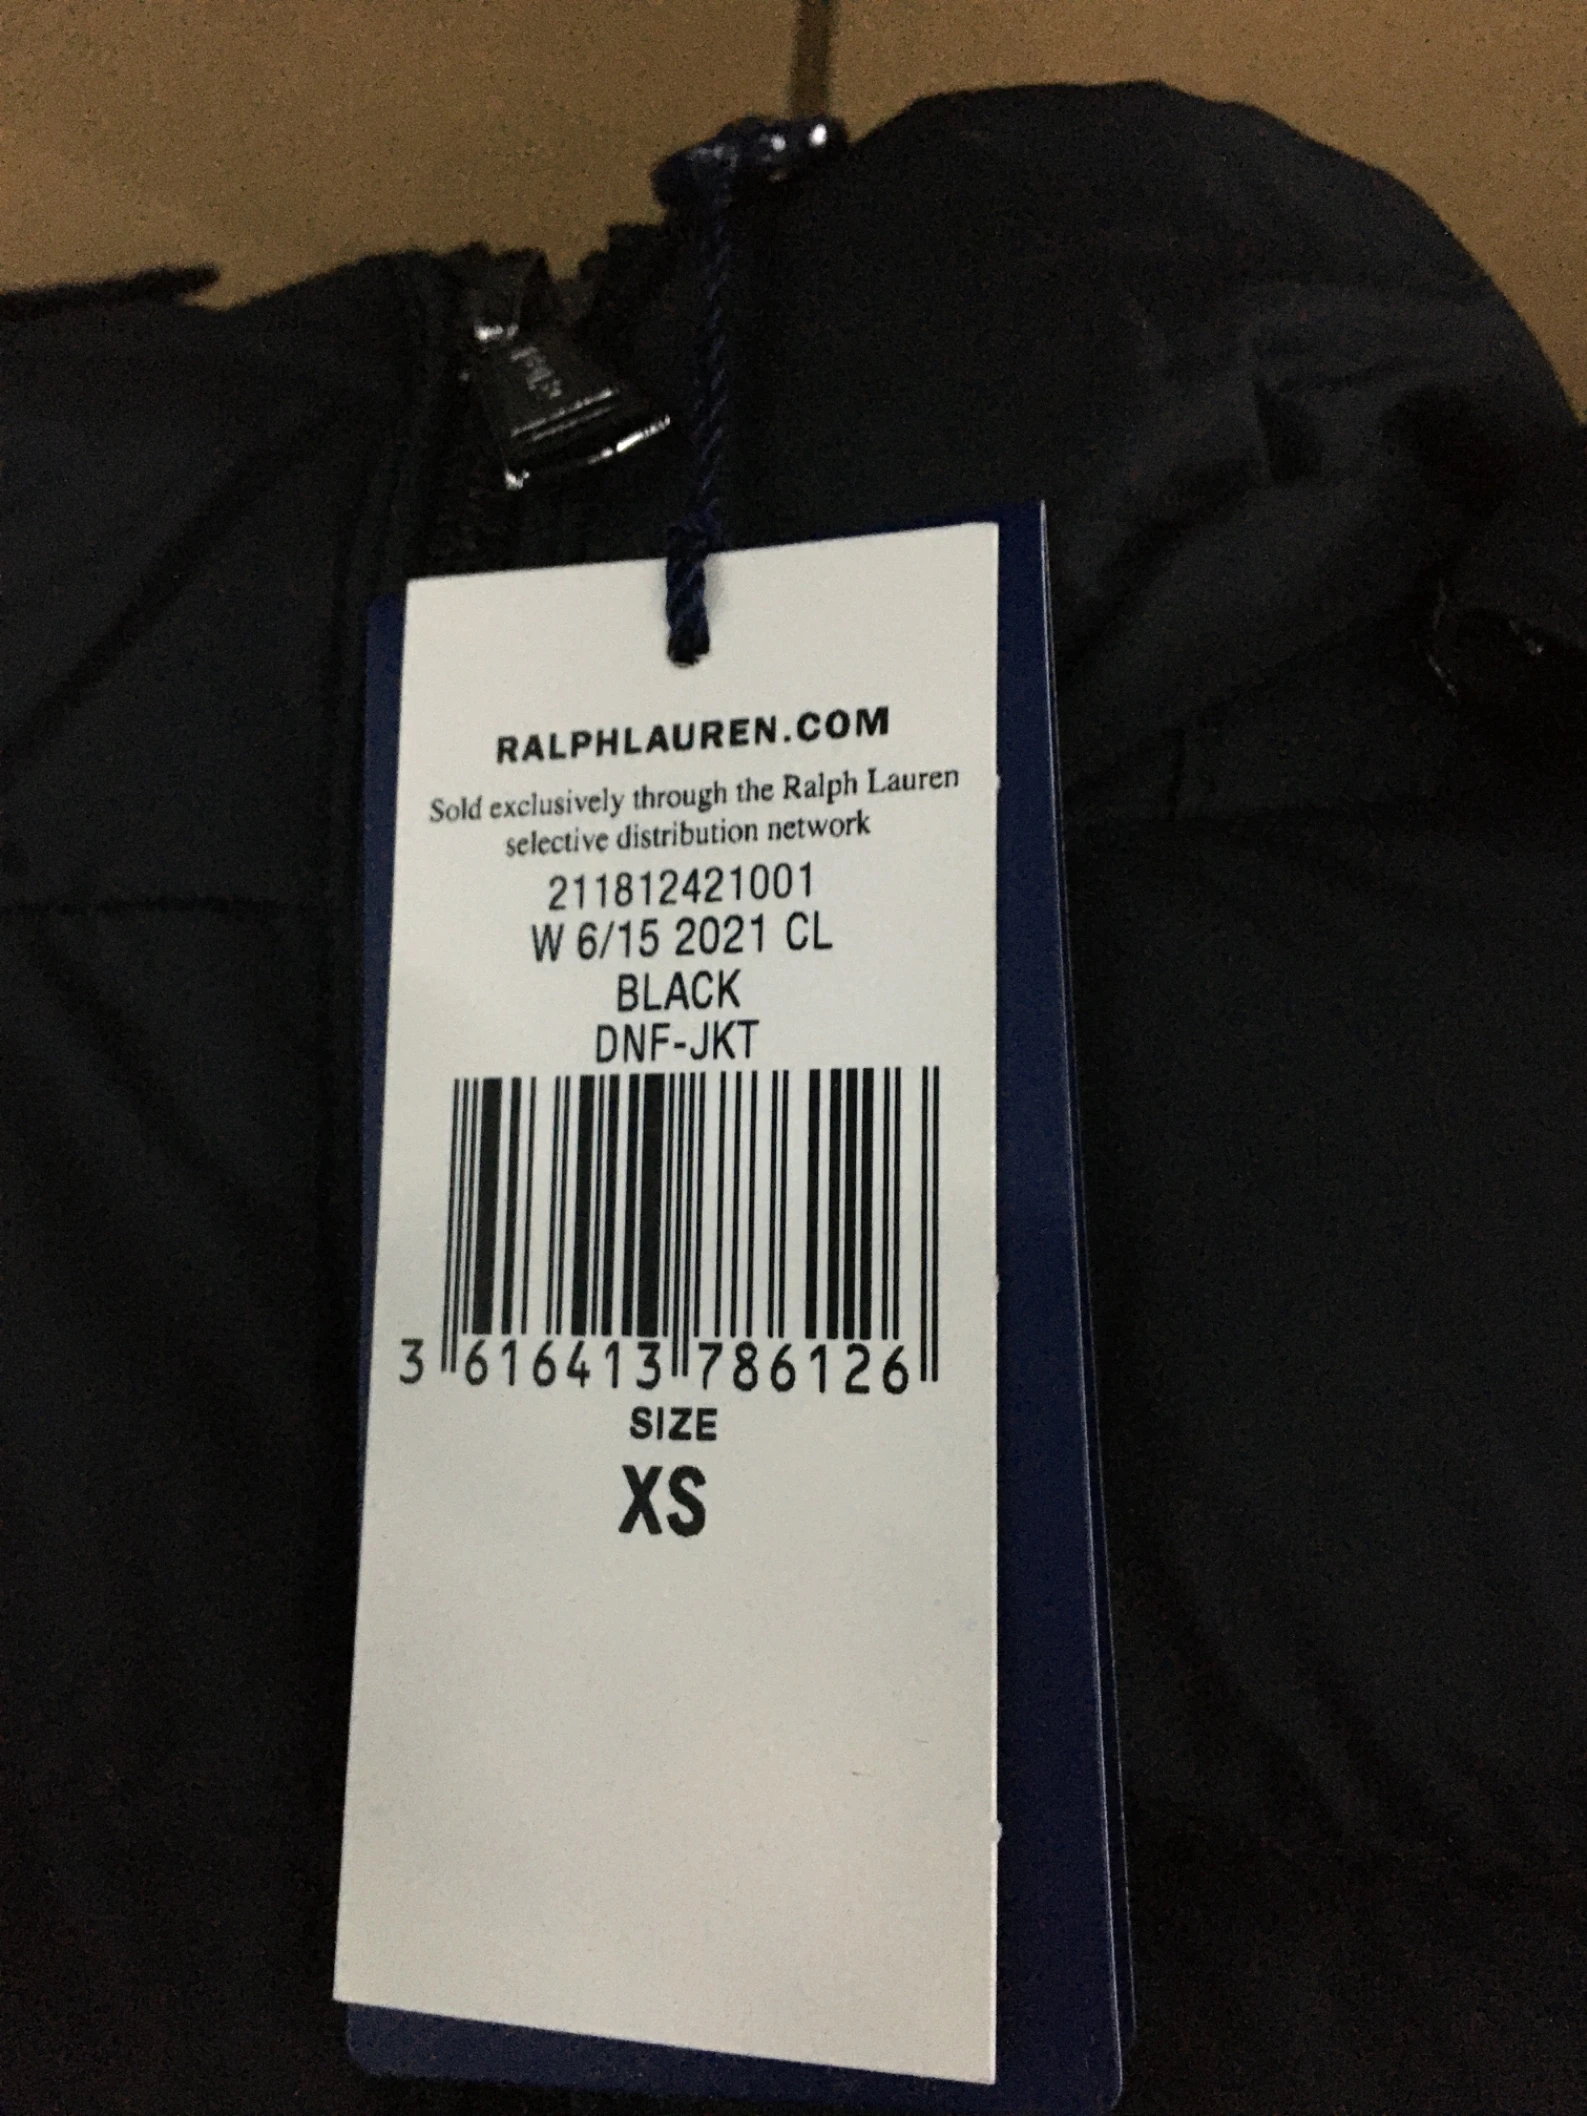 RALPHLAUREN.COM
Sold exclusively through the Ralph Lauren
selective distribution network
211812421001
W 6/15 2021 CL
BLACK
DNF-JKT
3 616413 786126
SIZE
XS